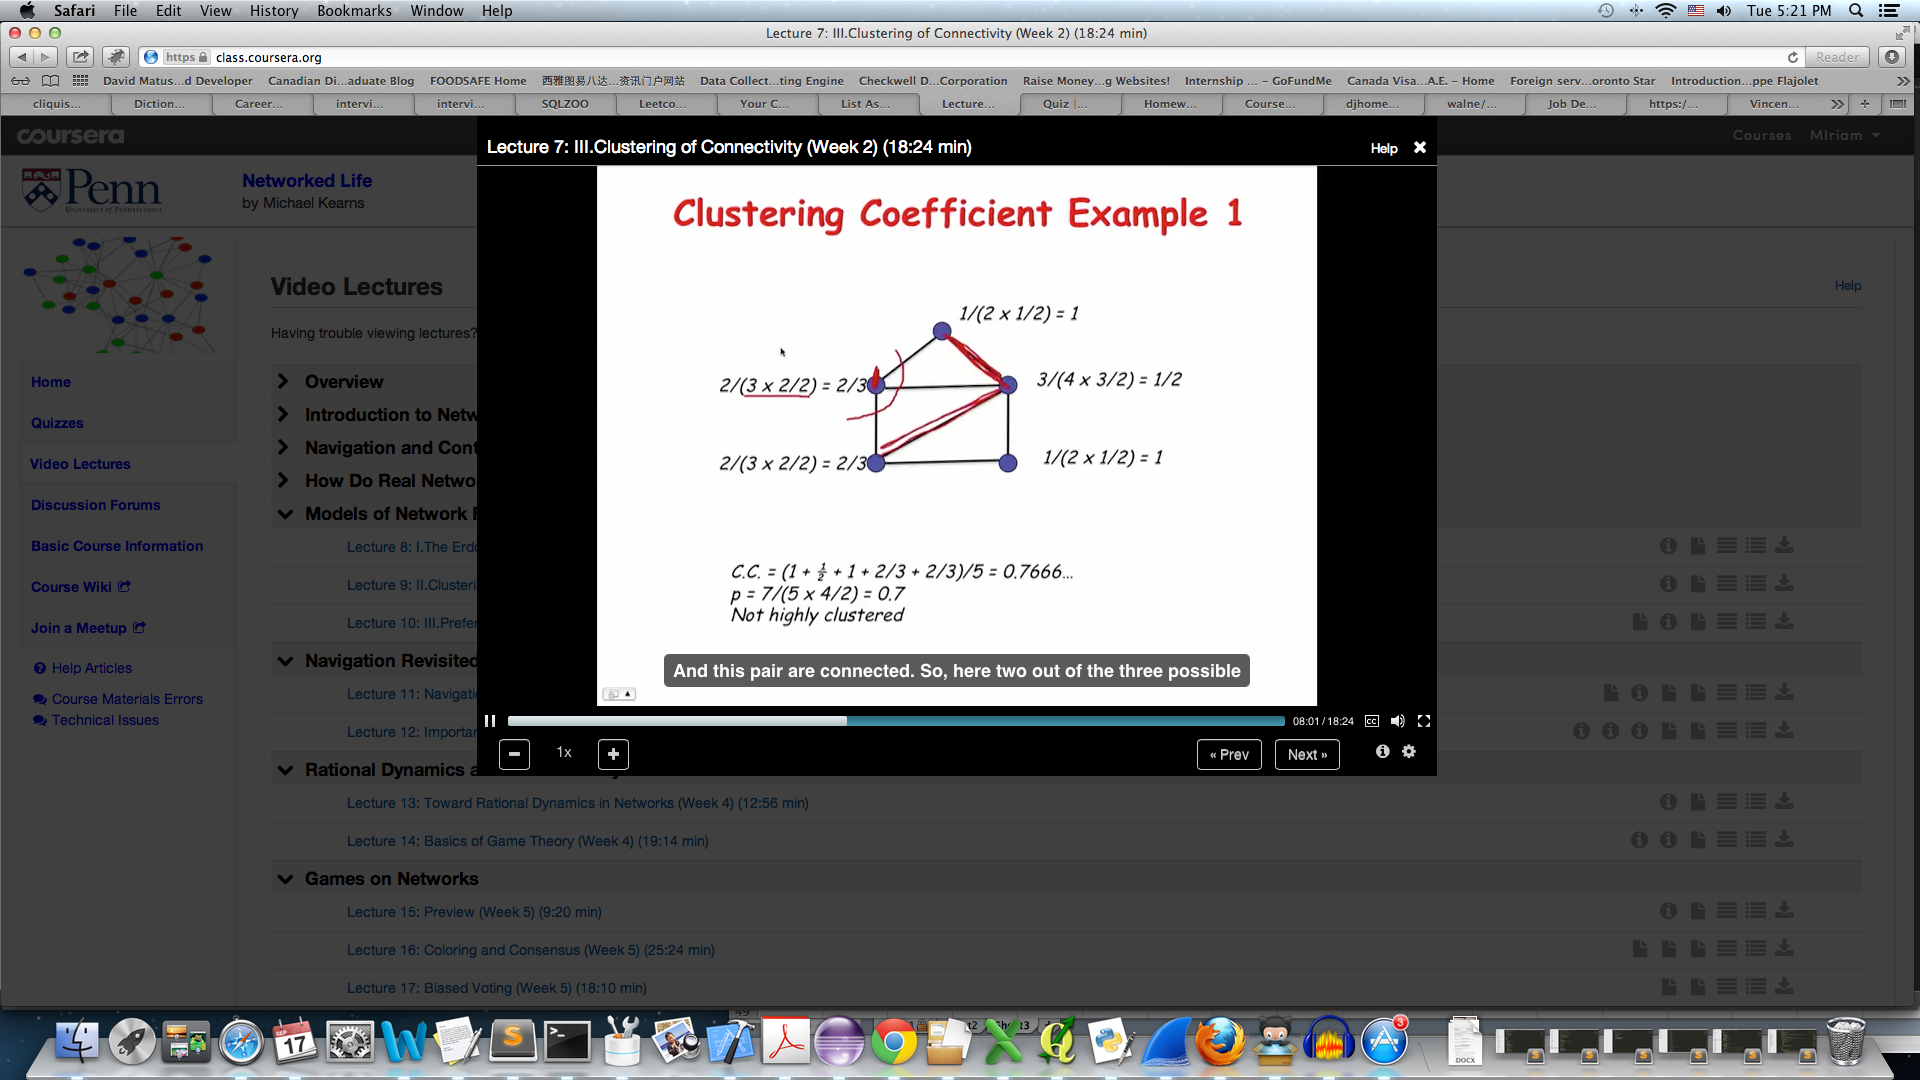 Safari File Edit View History Bookmarks Window Help Tue 5:21 PM
Lecture 7: III.Clustering of Connectivity (Week 2) (18:24 min)
https class.coursera.org Reader
David Matus...d Developer Canadian Di...aduate Blog FOODSAFE Home 西雅图易八达...资讯门户网站 Data Collect...ting Engine Checkwell D...Corporation Raise Money...g Websites! Internship ... – GoFundMe Canada Visa...A.E. – Home Foreign serv...oronto Star Introduction...ppe Flajolet
cliquis... Diction... Career... intervi... intervi... SQLZOO Leetco... Your C... List As... Lecture... Quiz |... Homew... Course... djhome... walne/... Job De... https:/... Vincen...
coursera Courses MIriam
Lecture 7: III.Clustering of Connectivity (Week 2) (18:24 min) Help
Penn
UNIVERSITY of PENNSYLVANIA
Networked Life
by Michael Kearns
Clustering Coefficient Example 1
Video Lectures Help
Having trouble viewing lectures?
1/(2 x 1/2) = 1
2/(3 x 2/2) = 2/3
3/(4 x 3/2) = 1/2
2/(3 x 2/2) = 2/3
1/(2 x 1/2) = 1
C.C. = (1 + ½ + 1 + 2/3 + 2/3)/5 = 0.7666...
p = 7/(5 x 4/2) = 0.7
Not highly clustered
And this pair are connected. So, here two out of the three possible
08:01 / 18:24 CC
1x « Prev Next »
Home
Quizzes
Video Lectures
Discussion Forums
Basic Course Information
Course Wiki
Join a Meetup
Help Articles
Course Materials Errors
Technical Issues
Overview
Introduction to Netw
Navigation and Cont
How Do Real Netwo
Models of Network
Lecture 8: I.The Erd
Lecture 9: II.Clusteri
Lecture 10: III.Prefer
Navigation Revisited
Lecture 11: Navigati
Lecture 12: Importan
Rational Dynamics
Lecture 13: Toward Rational Dynamics in Networks (Week 4) (12:56 min)
Lecture 14: Basics of Game Theory (Week 4) (19:14 min)
Games on Networks
Lecture 15: Preview (Week 5) (9:20 min)
Lecture 16: Coloring and Consensus (Week 5) (25:24 min)
Lecture 17: Biased Voting (Week 5) (18:10 min)
SEP
17
3
DOCX